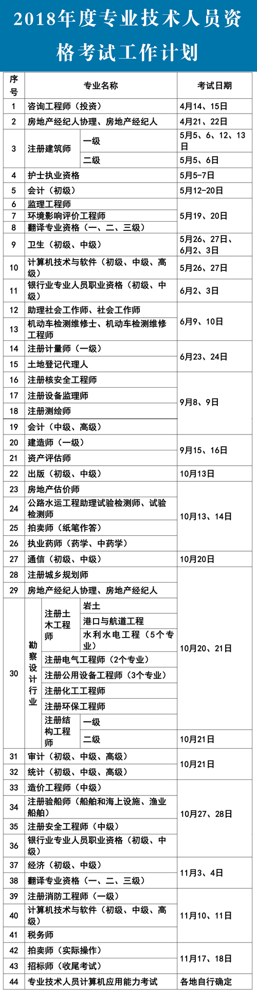 2018年度专业技术人员资
格考试工作计划
序
号
专业名称
考试日期
1
咨询工程师（投资）
4月14、15日
2
房地产经纪人协理、房地产经纪人
4月21、22日
3
注册建筑师
一级
5月5、6、12、13
日
二级
5月5、6日
4
护士执业资格
5月5-7日
5
会计（初级）
5月12-20日
6
监理工程师
7
环境影响评价工程师
5月19、20日
8
翻译专业资格（一、二、三级）
9
卫生（初级、中级）
5月26、27日、
6月2、3日
10
计算机技术与软件（初级、中级、高
级）
5月26、27日
11
银行业专业人员职业资格（初级、中
级）
6月2、3日
12
助理社会工作师、社会工作师
6月9、10日
13
机动车检测维修士、机动车检测维修
工程师
14
注册计量师（一级）
6月23、24日
15
土地登记代理人
16
注册核安全工程师
17
注册设备监理师
9月8、9日
18
注册测绘师
19
会计（中级、高级）
20
建造师（一级）
9月15、16日
21
资产评估师
22
出版（初级、中级）
10月13日
23
房地产估价师
24
公路水运工程助理试验检测师、试验
检测师
10月13、14日
25
拍卖师（纸笔作答）
26
执业药师（药学、中药学）
27
通信（初级、中级）
10月20日
28
注册城乡规划师
29
房地产经纪人协理、房地产经纪人
30
勘
察
设
计
行
业
注册土
木工程
师
岩土
港口与航道工程
水利水电工程（5个专
业）
10月20、21日
注册电气工程师（2个专业）
注册公用设备工程师（3个专业）
注册化工工程师
注册环保工程师
注册结
构工程
师
一级
二级
10月21日
31
审计（初级、中级、高级）
10月21日
32
统计（初级、中级、高级）
33
造价工程师（中级）
34
注册验船师（船舶和海上设施、渔业
船舶）
10月27、28日
35
注册安全工程师（中级）
36
银行业专业人员职业资格（初级、中
级）
37
经济（初级、中级）
11月3、4日
38
翻译专业资格（一、二、三级）
39
注册消防工程师（一级）
40
计算机技术与软件（初级、中级、高
级）
11月10、11日
41
税务师
42
拍卖师（实际操作）
11月17、18日
43
招标师（收尾考试）
44
专业技术人员计算机应用能力考试
各地自行确定